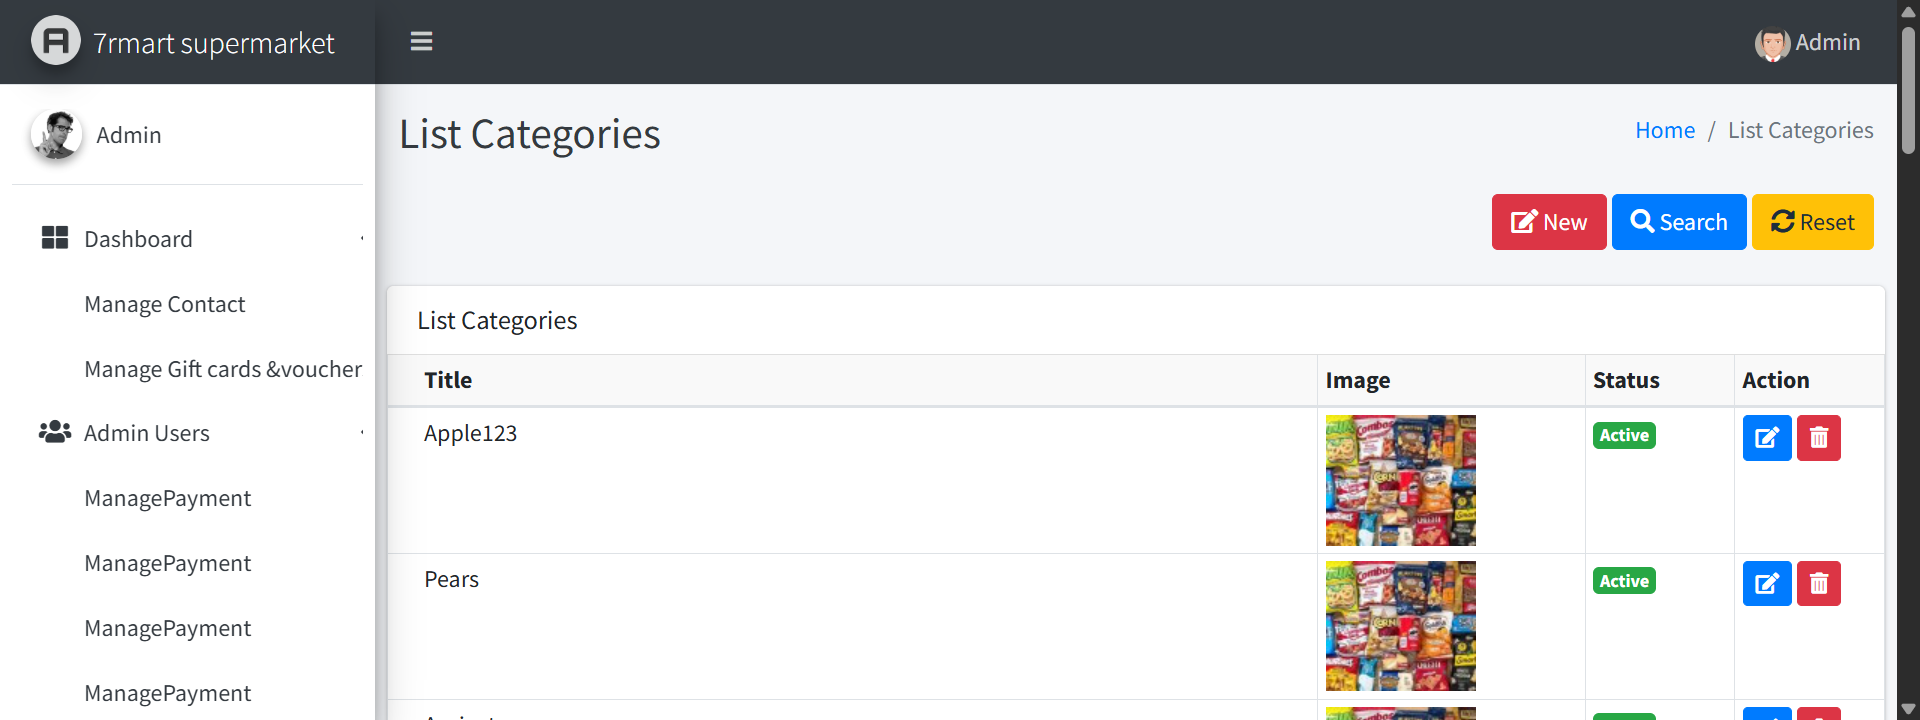 7rmart supermarket
Admin
Admin
List Categories
Home / List Categories
Dashboard
Manage Contact
Manage Gift cards &voucher
Admin Users
ManagePayment
ManagePayment
ManagePayment
ManagePayment
New
Search
Reset
List Categories
Title Image Status Action
Apple123 Active
Pears Active